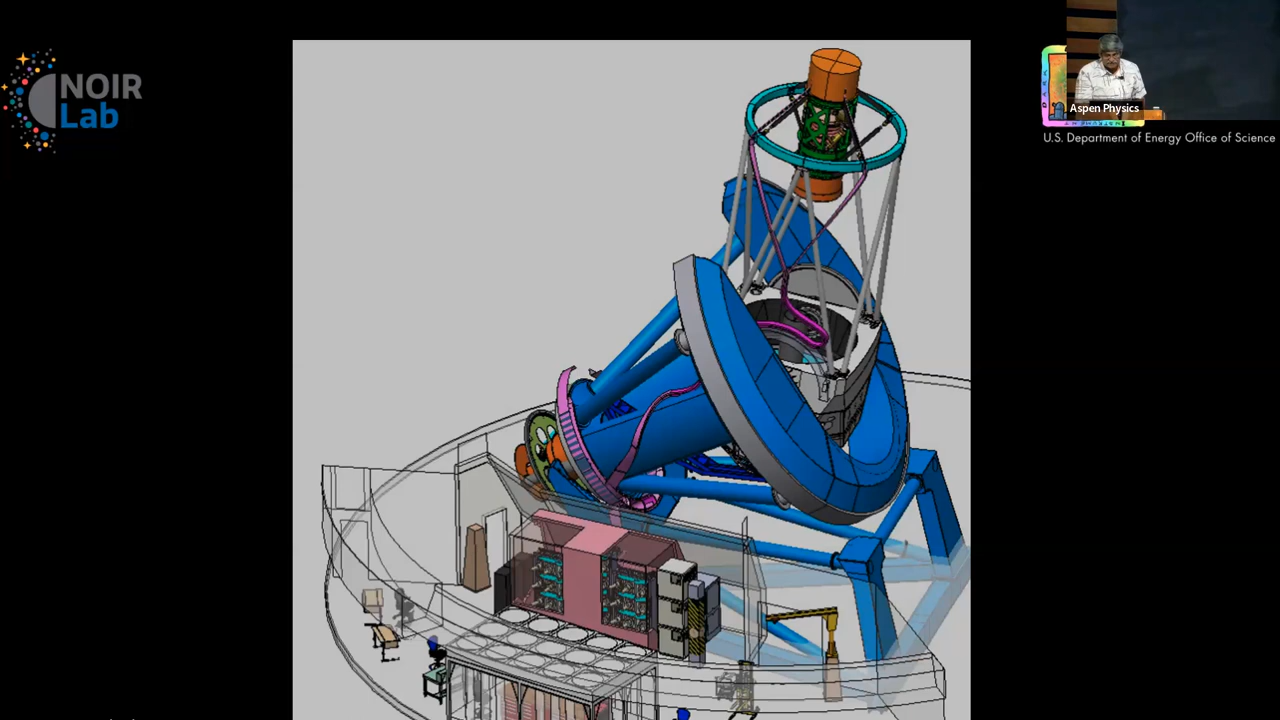 NOIR
Lab
Aspen Physics
U.S. Department of Energy Office of Science